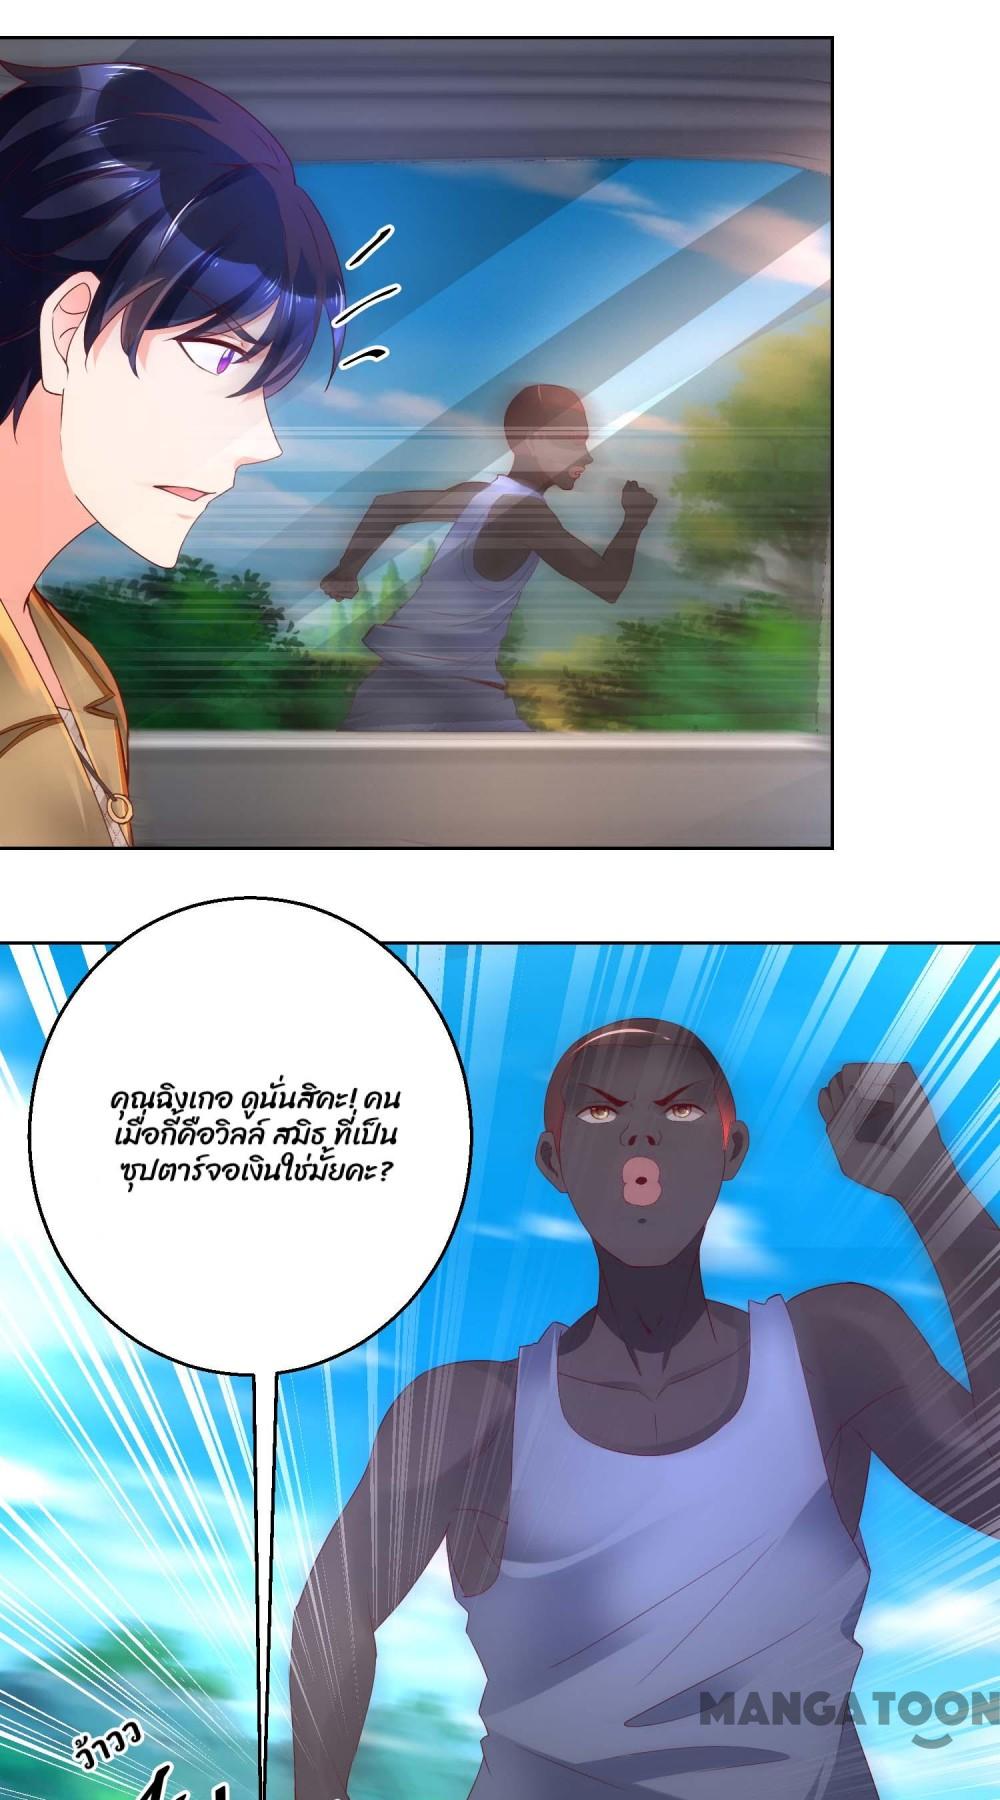 คุณฉิงเกอ ดูนั่นสิคะ! คน
เมื่อกี้คือวิลล์ สมิธ ที่เป็น
ซุปตาร์จอเงินใช่มั้ยคะ?
MANGATOON
ว้าวว